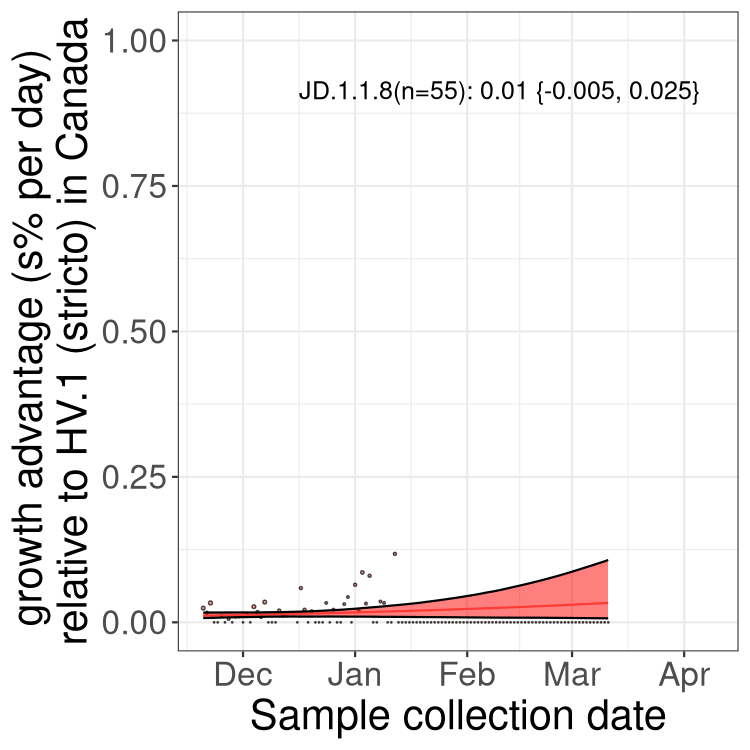 growth advantage (s% per day)
relative to HV.1 (stricto) in Canada
1.00
0.75
0.50
0.25
0.00
JD.1.1.8(n=55): 0.01 {-0.005, 0.025}
Dec Jan Feb Mar Apr
Sample collection date